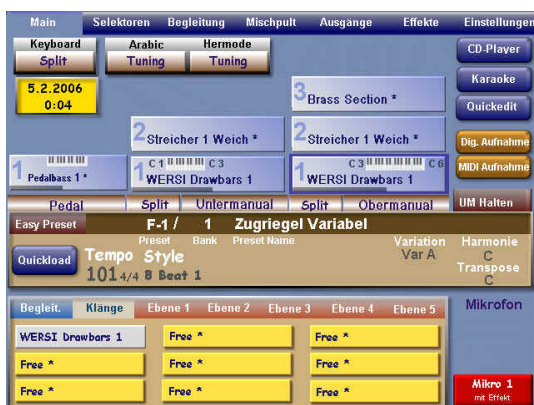 Main Selektoren Begleitung Mischpult Ausgänge Effekte Einstellungen
Keyboard Arabic Hermode
Split Tuning Tuning
CD-Player
5.2.2006
0:04
Karaoke
3 Brass Section *
Quickedit
2 Streicher 1 Weich * 2 Streicher 1 Weich *
Dig. Aufnahme
C 1 C 3 C 3 C 6
MIDI Aufnahme
1 Pedalbass 1 * 1 WERSI Drawbars 1 1 WERSI Drawbars 1
Pedal Split Untermanual Split Obermanual UM Halten
Easy Preset F-1 / 1 Zugriegel Variabel
Preset Bank Preset Name Variation Harmonie
Quickload Tempo Style Var A C
Transpose
101 4/4 8 Beat 1 C
Begleit. Klänge Ebene 1 Ebene 2 Ebene 3 Ebene 4 Ebene 5 Mikrofon
WERSI Drawbars 1 Free * Free *
Free * Free * Free *
Free * Free * Free *
Mikro 1
mit Effekt